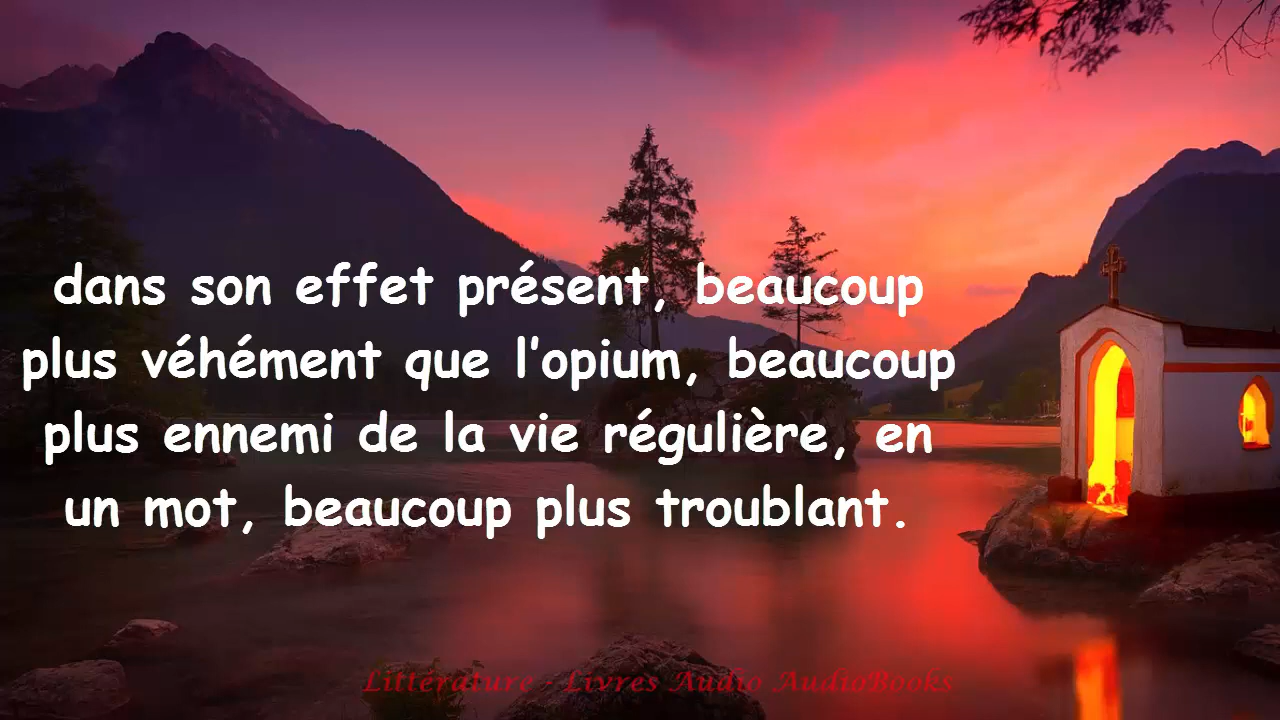 dans son effet présent, beaucoup
plus véhément que l'opium, beaucoup
plus ennemi de la vie régulière, en
un mot, beaucoup plus troublant.
Littérature - Livres Audio AudioBooks